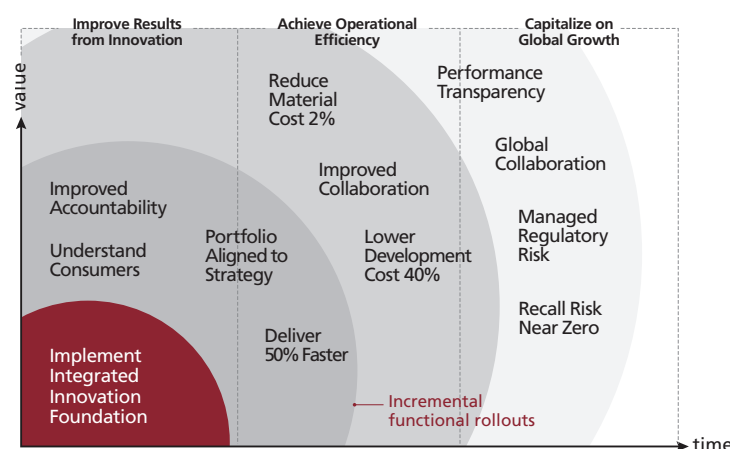 Improve Results
from Innovation
Achieve Operational
Efficiency
Capitalize on
Global Growth
value
Reduce
Material
Cost 2%
Performance
Transparency
Improved
Collaboration
Global
Collaboration
Improved
Accountability
Understand
Consumers
Portfolio
Aligned to
Strategy
Lower
Development
Cost 40%
Managed
Regulatory
Risk
Deliver
50% Faster
Recall Risk
Near Zero
Implement
Integrated
Innovation
Foundation
Incremental
functional rollouts
time